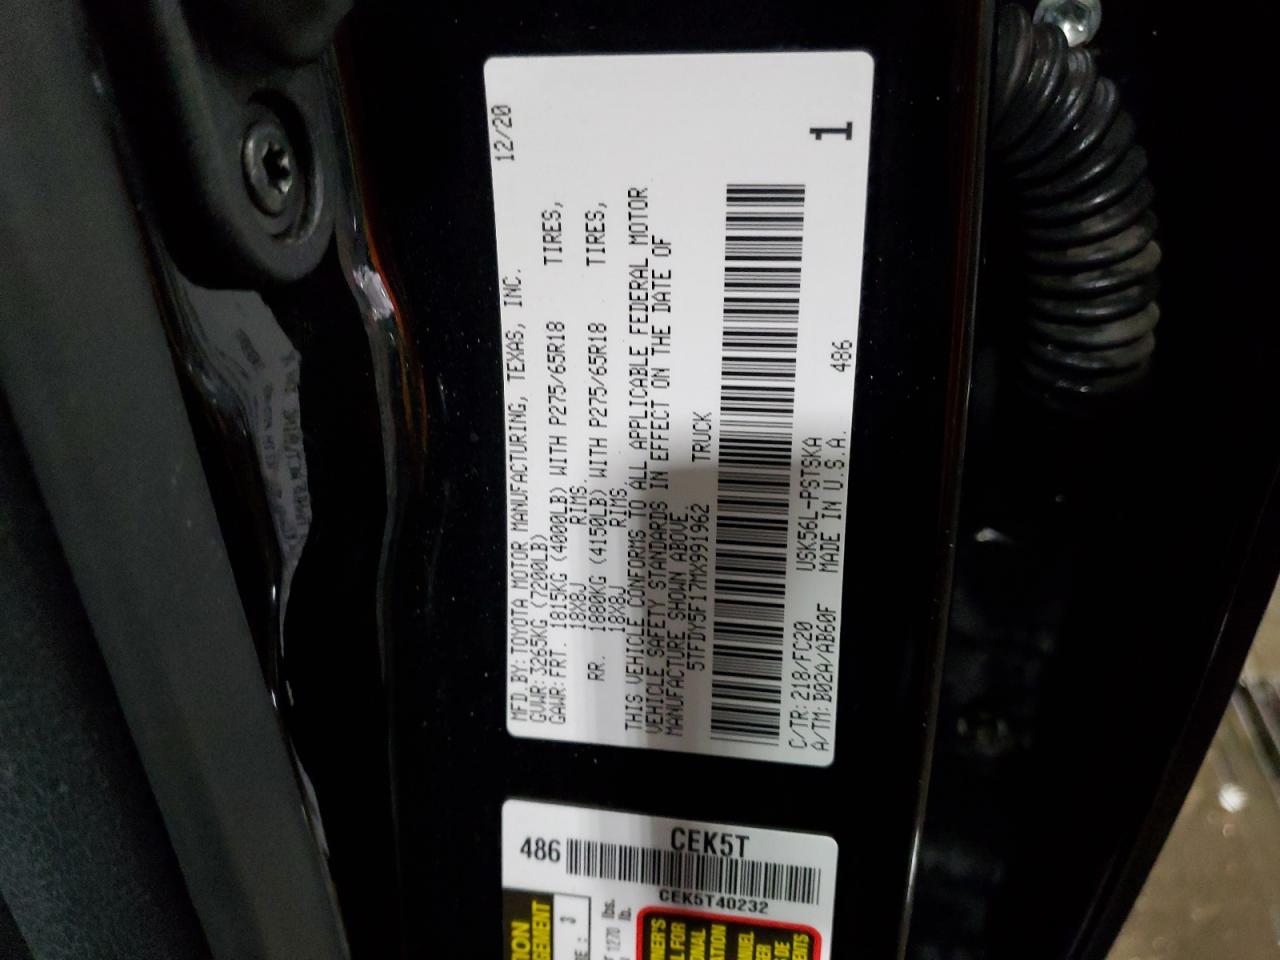 MFD.BY:TOYOTA MOTOR MANUFACTURING, TEXAS, INC. 12/20
GVWR:3265KG (7200LB)
GAWR:FRT. 1815KG (4000LB) WITH P275/65R18 TIRES,
18X8J RIMS.
RR. 1880KG (4150LB) WITH P275/65R18 TIRES,
18X8J RIMS.
THIS VEHICLE CONFORMS TO ALL APPLICABLE FEDERAL MOTOR
VEHICLE SAFETY STANDARDS IN EFFECT ON THE DATE OF
MANUFACTURE SHOWN ABOVE.
5TFDY5F17MX991962 TRUCK
C/TR:218/FC20 USK56L-PSTSKA 486 1
A/TM:B02A/AB60F MADE IN U.S.A.
CEK5T
486
CEK5T40232